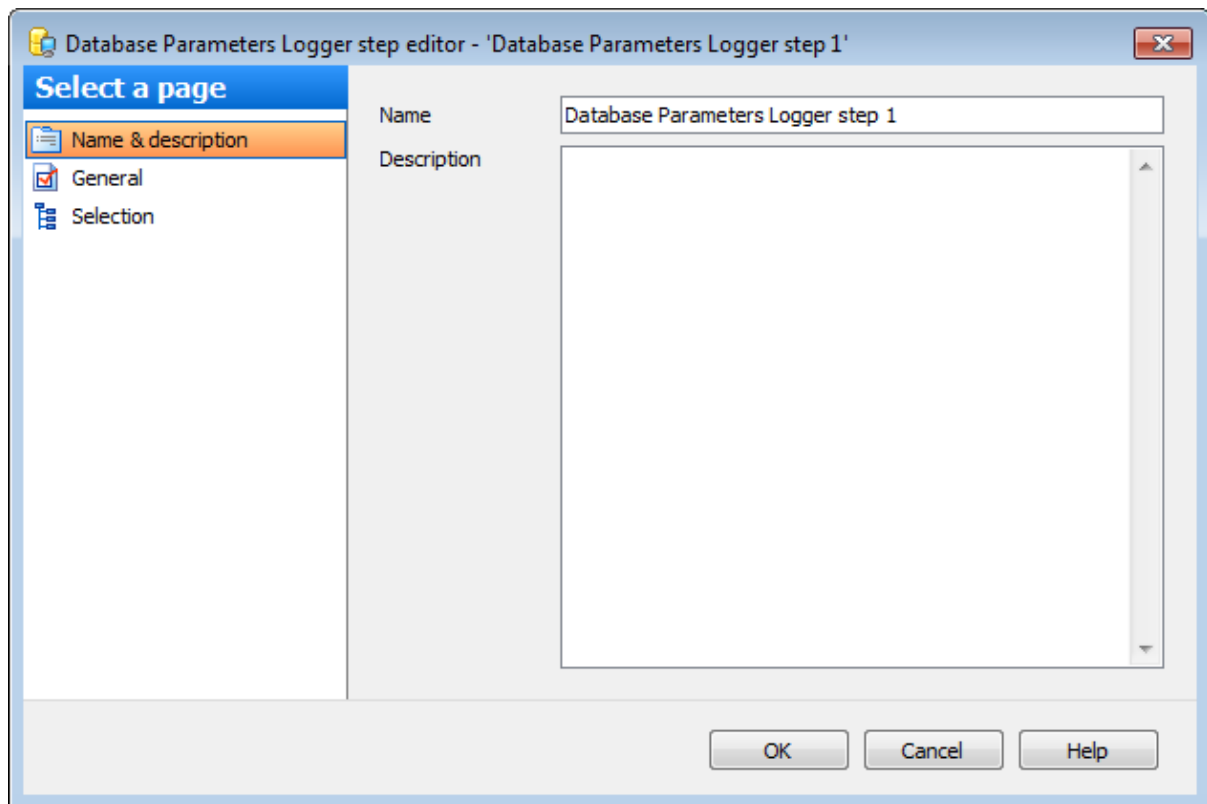 Database Parameters Logger step editor - 'Database Parameters Logger step 1'
Select a page
Name & description
General
Selection
Name
Database Parameters Logger step 1
Description
OK
Cancel
Help